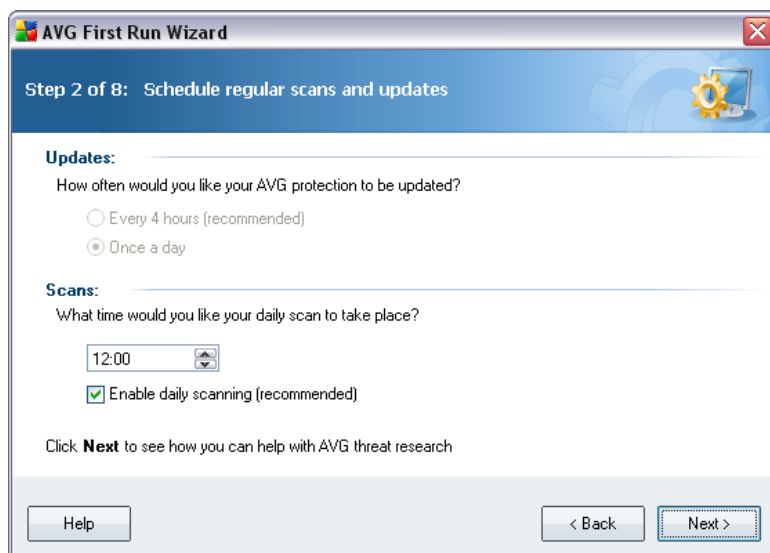 AVG First Run Wizard
Step 2 of 8: Schedule regular scans and updates
Updates:
How often would you like your AVG protection to be updated?
Every 4 hours (recommended)
Once a day
Scans:
What time would you like your daily scan to take place?
12:00
Enable daily scanning (recommended)
Click Next to see how you can help with AVG threat research
Help
< Back
Next >